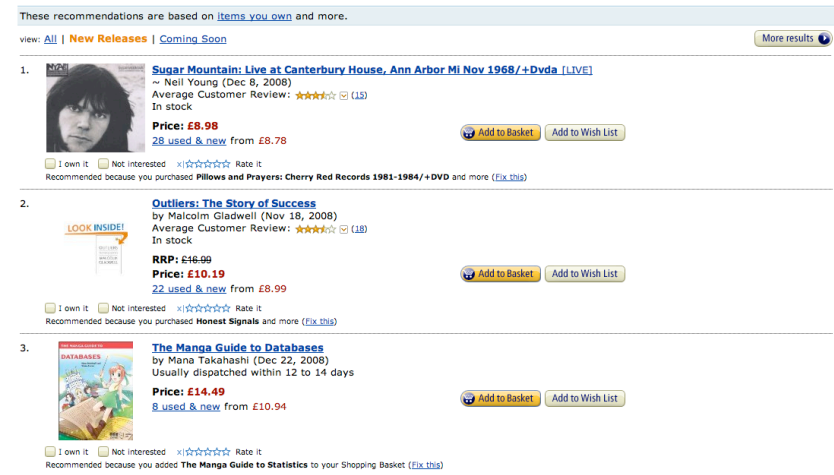 These recommendations are based on items you own and more.
view: All | New Releases | Coming Soon
More results
1.
Sugar Mountain: Live at Canterbury House, Ann Arbor Mi Nov 1968/+Dvda [LIVE]
~ Neil Young (Dec 8, 2008)
Average Customer Review: (15)
In stock
Price: £8.98
Add to Basket
Add to Wish List
28 used & new from £8.78
I own it
Not interested
x| Rate it
Recommended because you purchased Pillows and Prayers: Cherry Red Records 1981-1984/+DVD and more (Fix this)
2.
LOOK INSIDE!
Outliers: The Story of Success
by Malcolm Gladwell (Nov 18, 2008)
Average Customer Review: (18)
In stock
RRP: £16.99
Price: £10.19
Add to Basket
Add to Wish List
22 used & new from £8.99
I own it
Not interested
x| Rate it
Recommended because you purchased Honest Signals and more (Fix this)
3.
THE MANGA GUIDE TO
DATABASES
The Manga Guide to Databases
by Mana Takahashi (Dec 22, 2008)
Usually dispatched within 12 to 14 days
Price: £14.49
Add to Basket
Add to Wish List
8 used & new from £10.94
I own it
Not interested
x| Rate it
Recommended because you added The Manga Guide to Statistics to your Shopping Basket (Fix this)